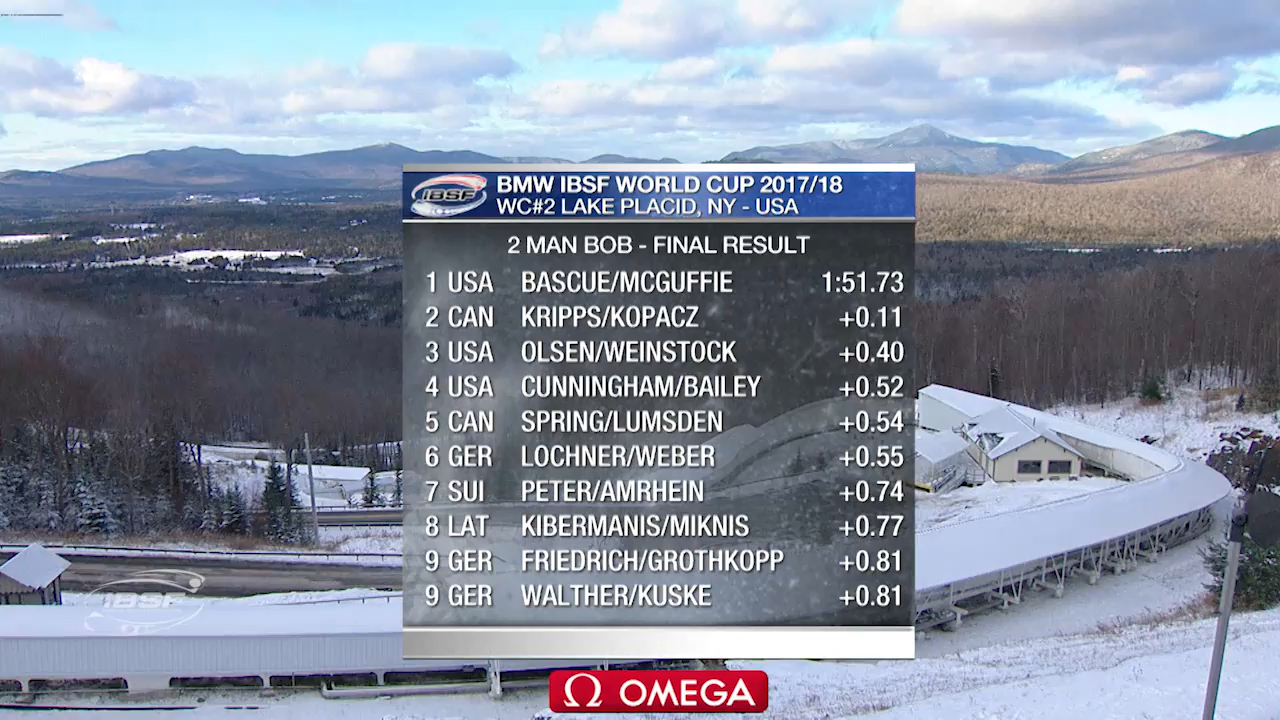 IBSF
BMW IBSF WORLD CUP 2017/18
WC#2 LAKE PLACID, NY - USA
2 MAN BOB - FINAL RESULT
1 USA BASCUE/MCGUFFIE 1:51.73
2 CAN KRIPPS/KOPACZ +0.11
3 USA OLSEN/WEINSTOCK +0.40
4 USA CUNNINGHAM/BAILEY +0.52
5 CAN SPRING/LUMSDEN +0.54
6 GER LOCHNER/WEBER +0.55
7 SUI PETER/AMRHEIN +0.74
8 LAT KIBERMANIS/MIKNIS +0.77
9 GER FRIEDRICH/GROTHKOPP +0.81
9 GER WALTHER/KUSKE +0.81
IBSF
Ω OMEGA